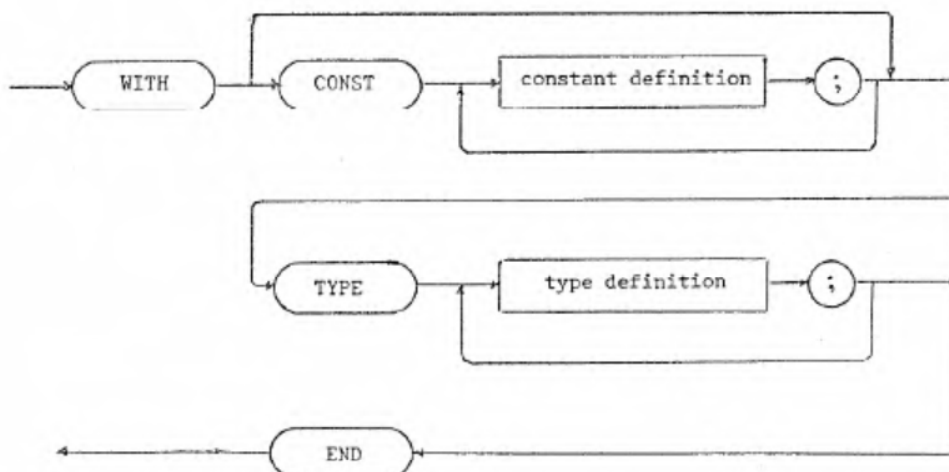 WITH CONST constant definition ;
TYPE type definition ;
END